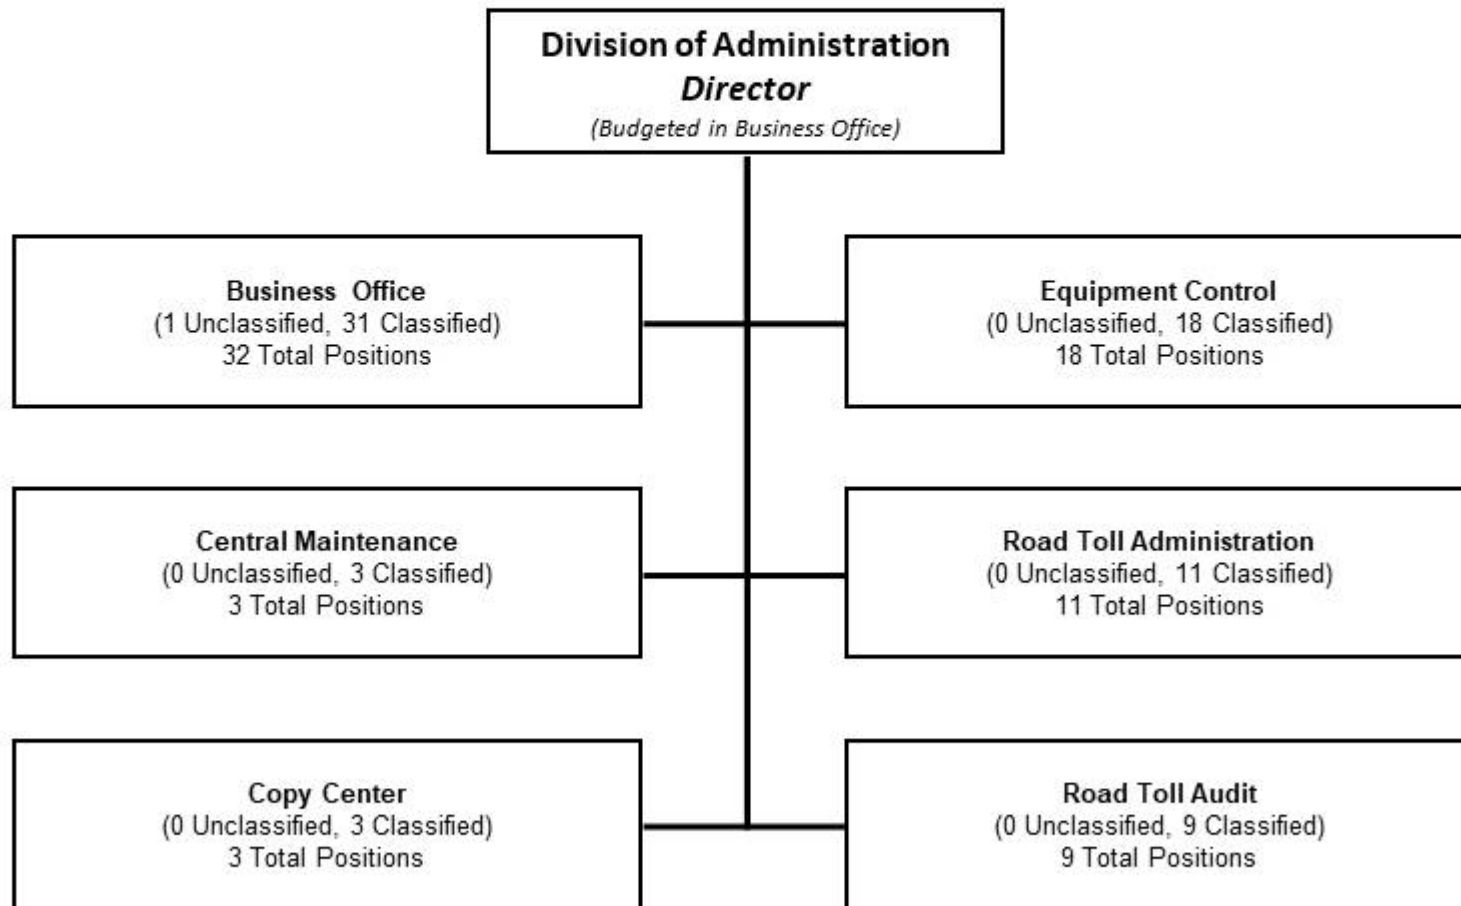 Division of Administration
Director
(Budgeted in Business Office)
Business Office
(1 Unclassified, 31 Classified)
32 Total Positions
Equipment Control
(0 Unclassified, 18 Classified)
18 Total Positions
Central Maintenance
(0 Unclassified, 3 Classified)
3 Total Positions
Road Toll Administration
(0 Unclassified, 11 Classified)
11 Total Positions
Copy Center
(0 Unclassified, 3 Classified)
3 Total Positions
Road Toll Audit
(0 Unclassified, 9 Classified)
9 Total Positions